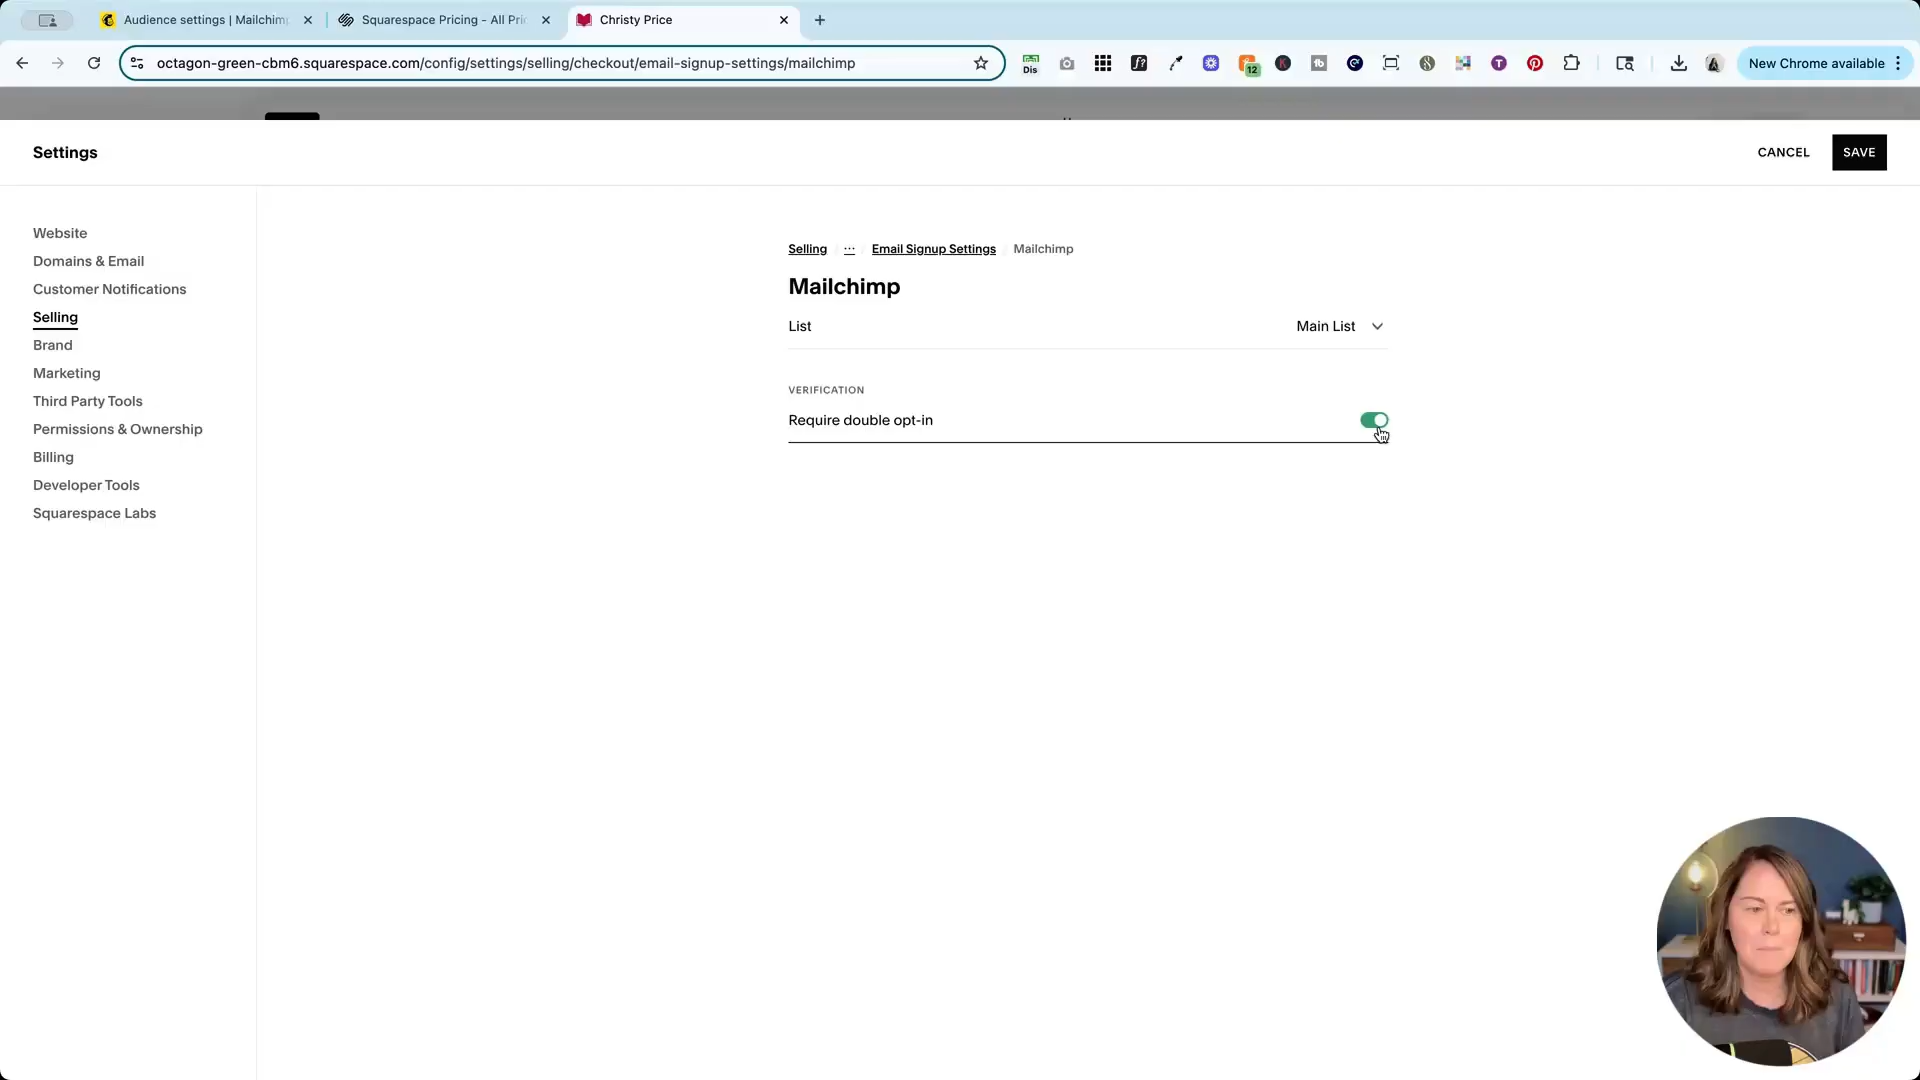 Audience settings | Mailchim
Squarespace Pricing - All Pri
Christy Price
octagon-green-cbm6.squarespace.com/config/settings/selling/checkout/email-signup-settings/mailchimp
Dis
12
New Chrome available
Settings
CANCEL
SAVE
Website
Domains & Email
Customer Notifications
Selling
Brand
Marketing
Third Party Tools
Permissions & Ownership
Billing
Developer Tools
Squarespace Labs
Selling ... Email Signup Settings Mailchimp
Mailchimp
List Main List
VERIFICATION
Require double opt-in